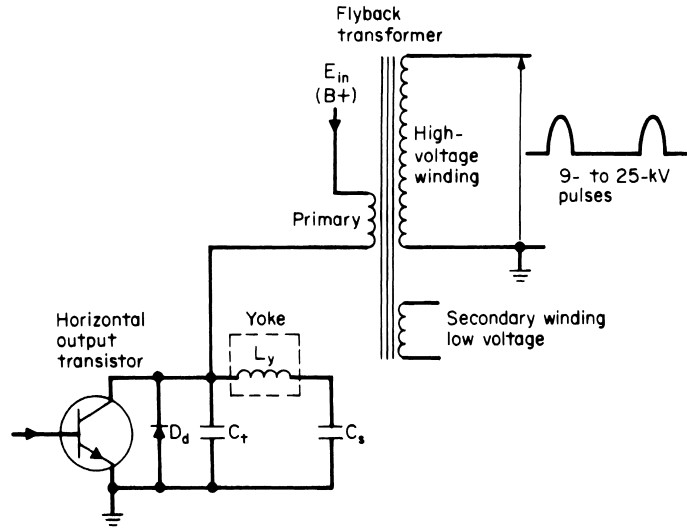 Flyback
transformer
E_in
(B+)
High-
voltage
winding
9- to 25-kV
pulses
Primary
Secondary winding
low voltage
Horizontal
output
transistor
Yoke
L_y
D_d
C_t
C_s